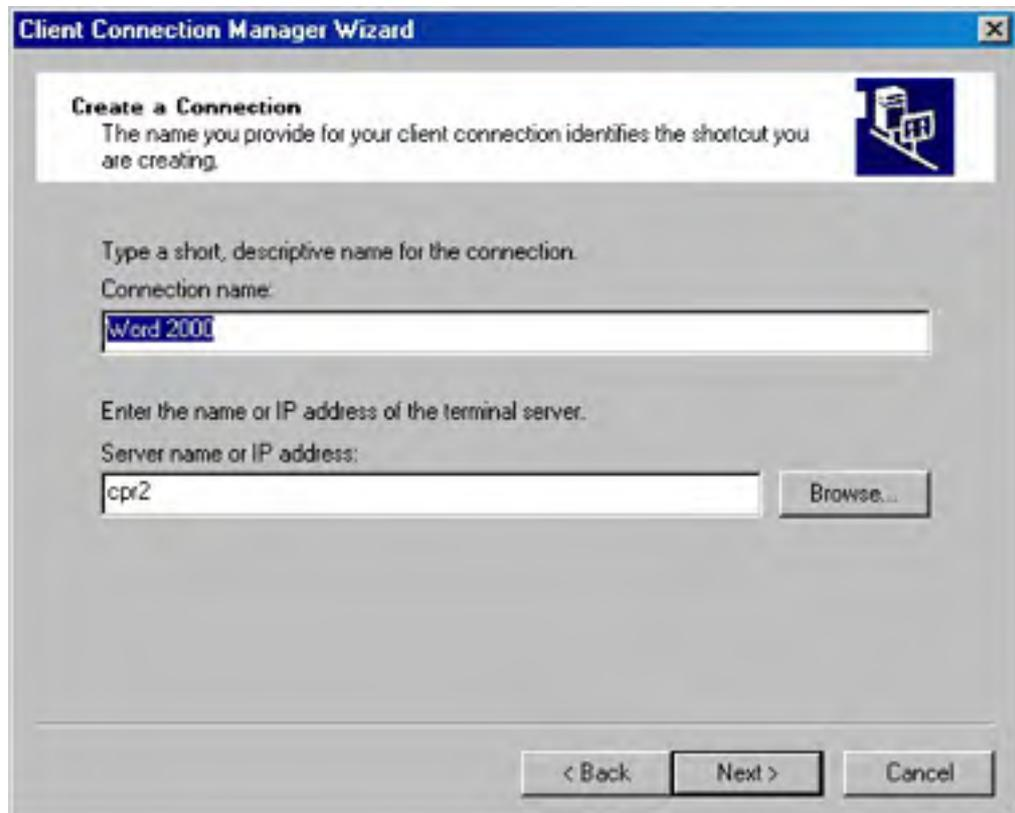 Client Connection Manager Wizard
Create a Connection
The name you provide for your client connection identifies the shortcut you
are creating.
Type a short, descriptive name for the connection.
Connection name:
Word 2000
Enter the name or IP address of the terminal server.
Server name or IP address:
cpr2
Browse...
< Back
Next >
Cancel